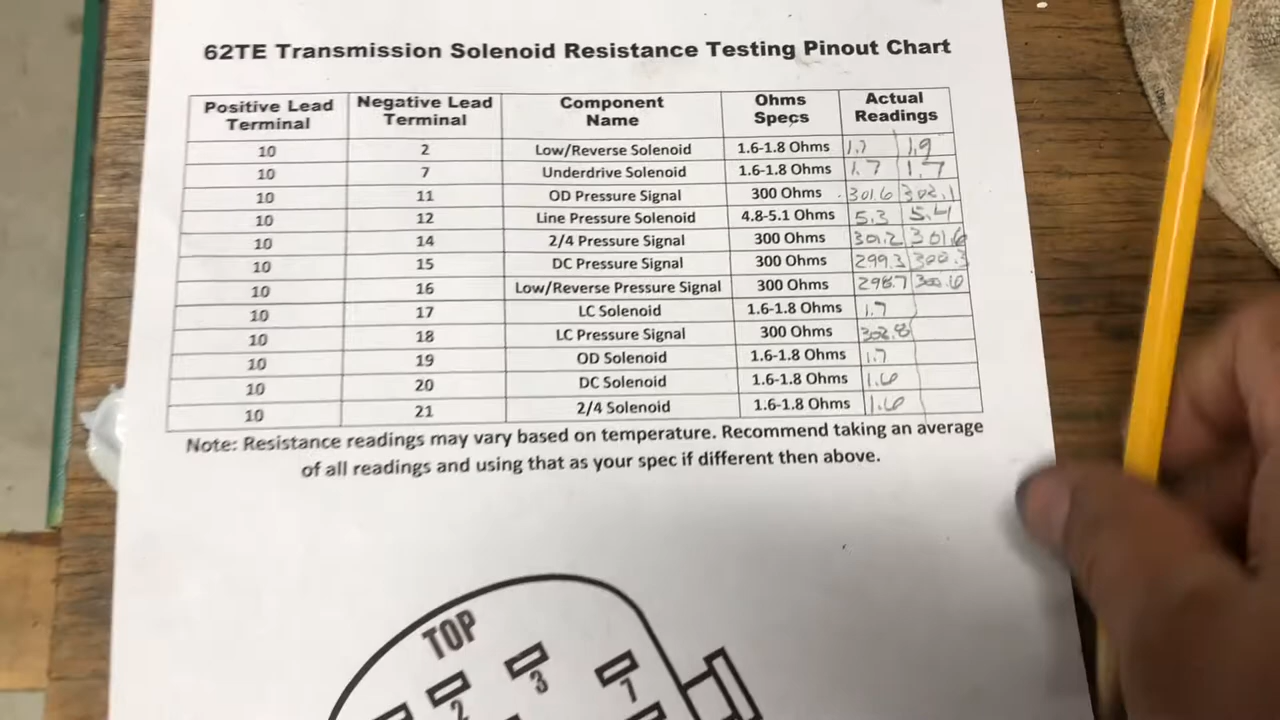 62TE Transmission Solenoid Resistance Testing Pinout Chart
Positive Lead Terminal Negative Lead Terminal Component Name Ohms Specs Actual Readings
10 2 Low/Reverse Solenoid 1.6-1.8 Ohms 1.7 1.9
10 7 Underdrive Solenoid 1.6-1.8 Ohms 1.7 1.7
10 11 OD Pressure Signal 300 Ohms 301.6 302.1
10 12 Line Pressure Solenoid 4.8-5.1 Ohms 5.3 5.4
10 14 2/4 Pressure Signal 300 Ohms 301.2 301.6
10 15 DC Pressure Signal 300 Ohms 299.3 300.3
10 16 Low/Reverse Pressure Signal 300 Ohms 298.7 300.6
10 17 LC Solenoid 1.6-1.8 Ohms 1.7
10 18 LC Pressure Signal 300 Ohms 302.8
10 19 OD Solenoid 1.6-1.8 Ohms 1.7
10 20 DC Solenoid 1.6-1.8 Ohms 1.6
10 21 2/4 Solenoid 1.6-1.8 Ohms 1.6
Note: Resistance readings may vary based on temperature. Recommend taking an average
of all readings and using that as your spec if different then above.
TOP
2 3 7